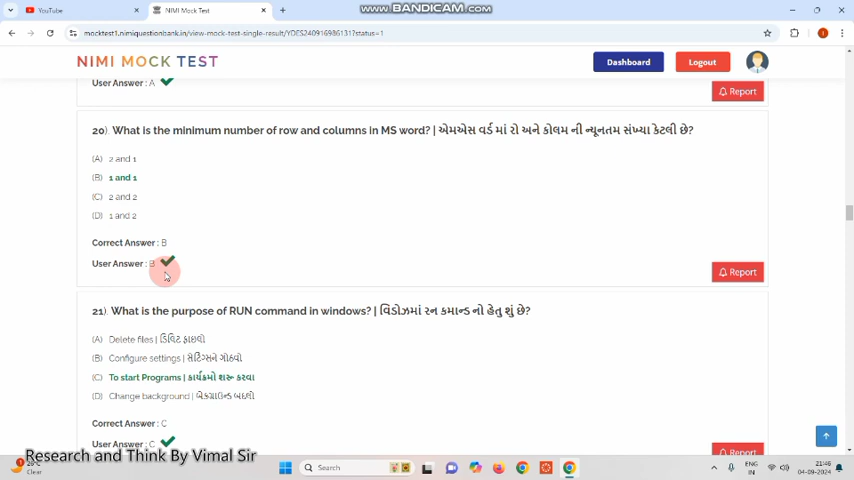 www.BANDICAM.com
YouTube
NIMI Mock Test
mocktest1.nimiquestionbank.in/view-mock-test-single-result/YDES24091698613​1?status=1
NIMI MOCK TEST
Dashboard
Logout
User Answer : A
Report
20). What is the minimum number of row and columns in MS word? | એમએસ વર્ડ માં રો અને કોલમ ની ન્યૂનતમ સંખ્યા કેટલી છે?
(A) 2 and 1
(B) 1 and 1
(C) 2 and 2
(D) 1 and 2
Correct Answer : B
User Answer : B
Report
21). What is the purpose of RUN command in windows? | વિંડોઝમાં રન કમાન્ડ નો હેતુ શું છે?
(A) Delete files | ડિલિટ ફાઇલો
(B) Configure settings | સેટિંગ્સને ગોઠવો
(C) To start Programs | કાર્યક્રમો શરૂ કરવા
(D) Change background | બેકગ્રાઉન્ડ બદલો
Correct Answer : C
User Answer : C
Report
Research and Think By Vimal Sir
Clear
Search
ENG
IN
21:46
04-09-2024